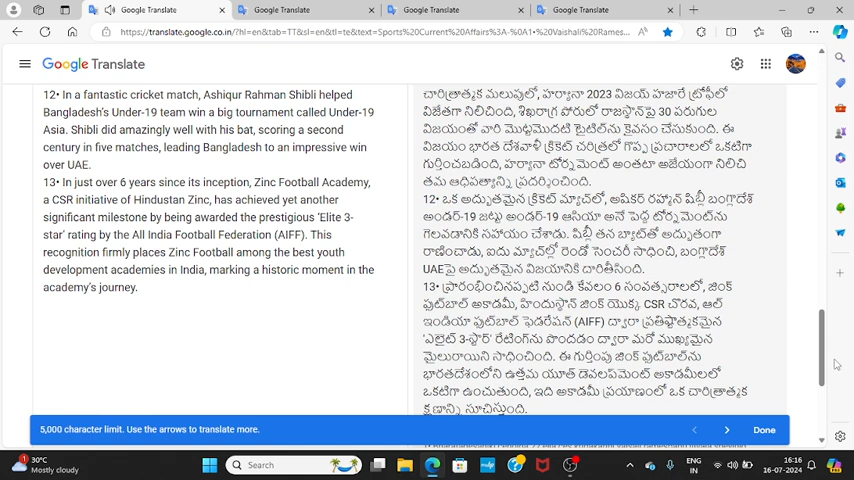 Google Translate
Google Translate
Google Translate
Google Translate
https://translate.google.co.in/?hl=en&tab=TT&sl=en&tl=te&text=Sports%20Current%20Affairs%3A-%0A1• Vaishali%20Rames...
Google Translate
12• In a fantastic cricket match, Ashiqur Rahman Shibli helped
Bangladesh's Under-19 team win a big tournament called Under-19
Asia. Shibli did amazingly well with his bat, scoring a second
century in five matches, leading Bangladesh to an impressive win
over UAE.
13• In just over 6 years since its inception, Zinc Football Academy,
a CSR initiative of Hindustan Zinc, has achieved yet another
significant milestone by being awarded the prestigious 'Elite 3-
star' rating by the All India Football Federation (AIFF). This
recognition firmly places Zinc Football among the best youth
development academies in India, marking a historic moment in the
academy's journey.
చారిత్రాత్మక మలుపులో, హర్యానా 2023 విజయ్ హజారే ట్రోఫీలో
విజేతగా నిలిచింది, శిఖరాగ్ర పోరులో రాజస్థాన్‌పై 30 పరుగుల
విజయంతో వారి మొట్టమొదటి టైటిల్‌ను కైవసం చేసుకుంది. ఈ
విజయం భారత దేశవాళీ క్రికెట్ చరిత్రలో గొప్ప ప్రచారాలలో ఒకటిగా
గుర్తించబడింది, హర్యానా టోర్నమెంట్ అంతటా అజేయంగా నిలిచి
తమ ఆధిపత్యాన్ని ప్రదర్శించింది.
12• ఒక అద్భుతమైన క్రికెట్ మ్యాచ్‌లో, ఆషికర్ రహ్మాన్ షిబ్లీ బంగ్లాదేశ్
అండర్-19 జట్టు అండర్-19 ఆసియా అనే పెద్ద టోర్నమెంట్‌ను
గెలవడానికి సహాయం చేశాడు. షిబ్లీ తన బ్యాట్‌తో అద్భుతంగా
రాణించాడు, ఐదు మ్యాచ్‌ల్లో రెండో సెంచరీ సాధించి, బంగ్లాదేశ్
UAEపై అద్భుతమైన విజయానికి దారితీసింది.
13• ప్రారంభించినప్పటి నుండి కేవలం 6 సంవత్సరాలలో, జింక్
ఫుట్‌బాల్ అకాడమీ, హిందుస్తాన్ జింక్ యొక్క CSR చొరవ, ఆల్
ఇండియా ఫుట్‌బాల్ ఫెడరేషన్ (AIFF) ద్వారా ప్రతిష్టాత్మకమైన
'ఎలైట్ 3-స్టార్' రేటింగ్‌ను పొందడం ద్వారా మరో ముఖ్యమైన
మైలురాయిని సాధించింది. ఈ గుర్తింపు జింక్ ఫుట్‌బాల్‌ను
భారతదేశంలోని ఉత్తమ యూత్ డెవలప్‌మెంట్ అకాడమీలలో
ఒకటిగా ఉంచుతుంది, ఇది అకాడమీ ప్రయాణంలో ఒక చారిత్రాత్మక
క్షణాన్ని సూచిస్తుంది.
5,000 character limit. Use the arrows to translate more.
Done
30°C
Mostly cloudy
Search
ENG
IN
16:16
16-07-2024